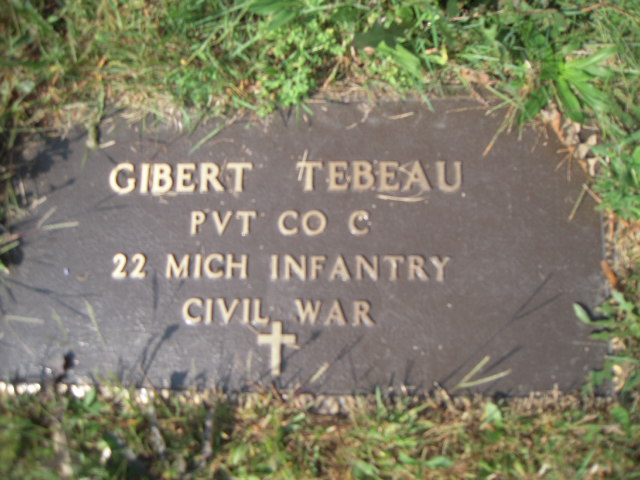 GIBERT TEBEAU
PVT CO C
22 MICH INFANTRY
CIVIL WAR